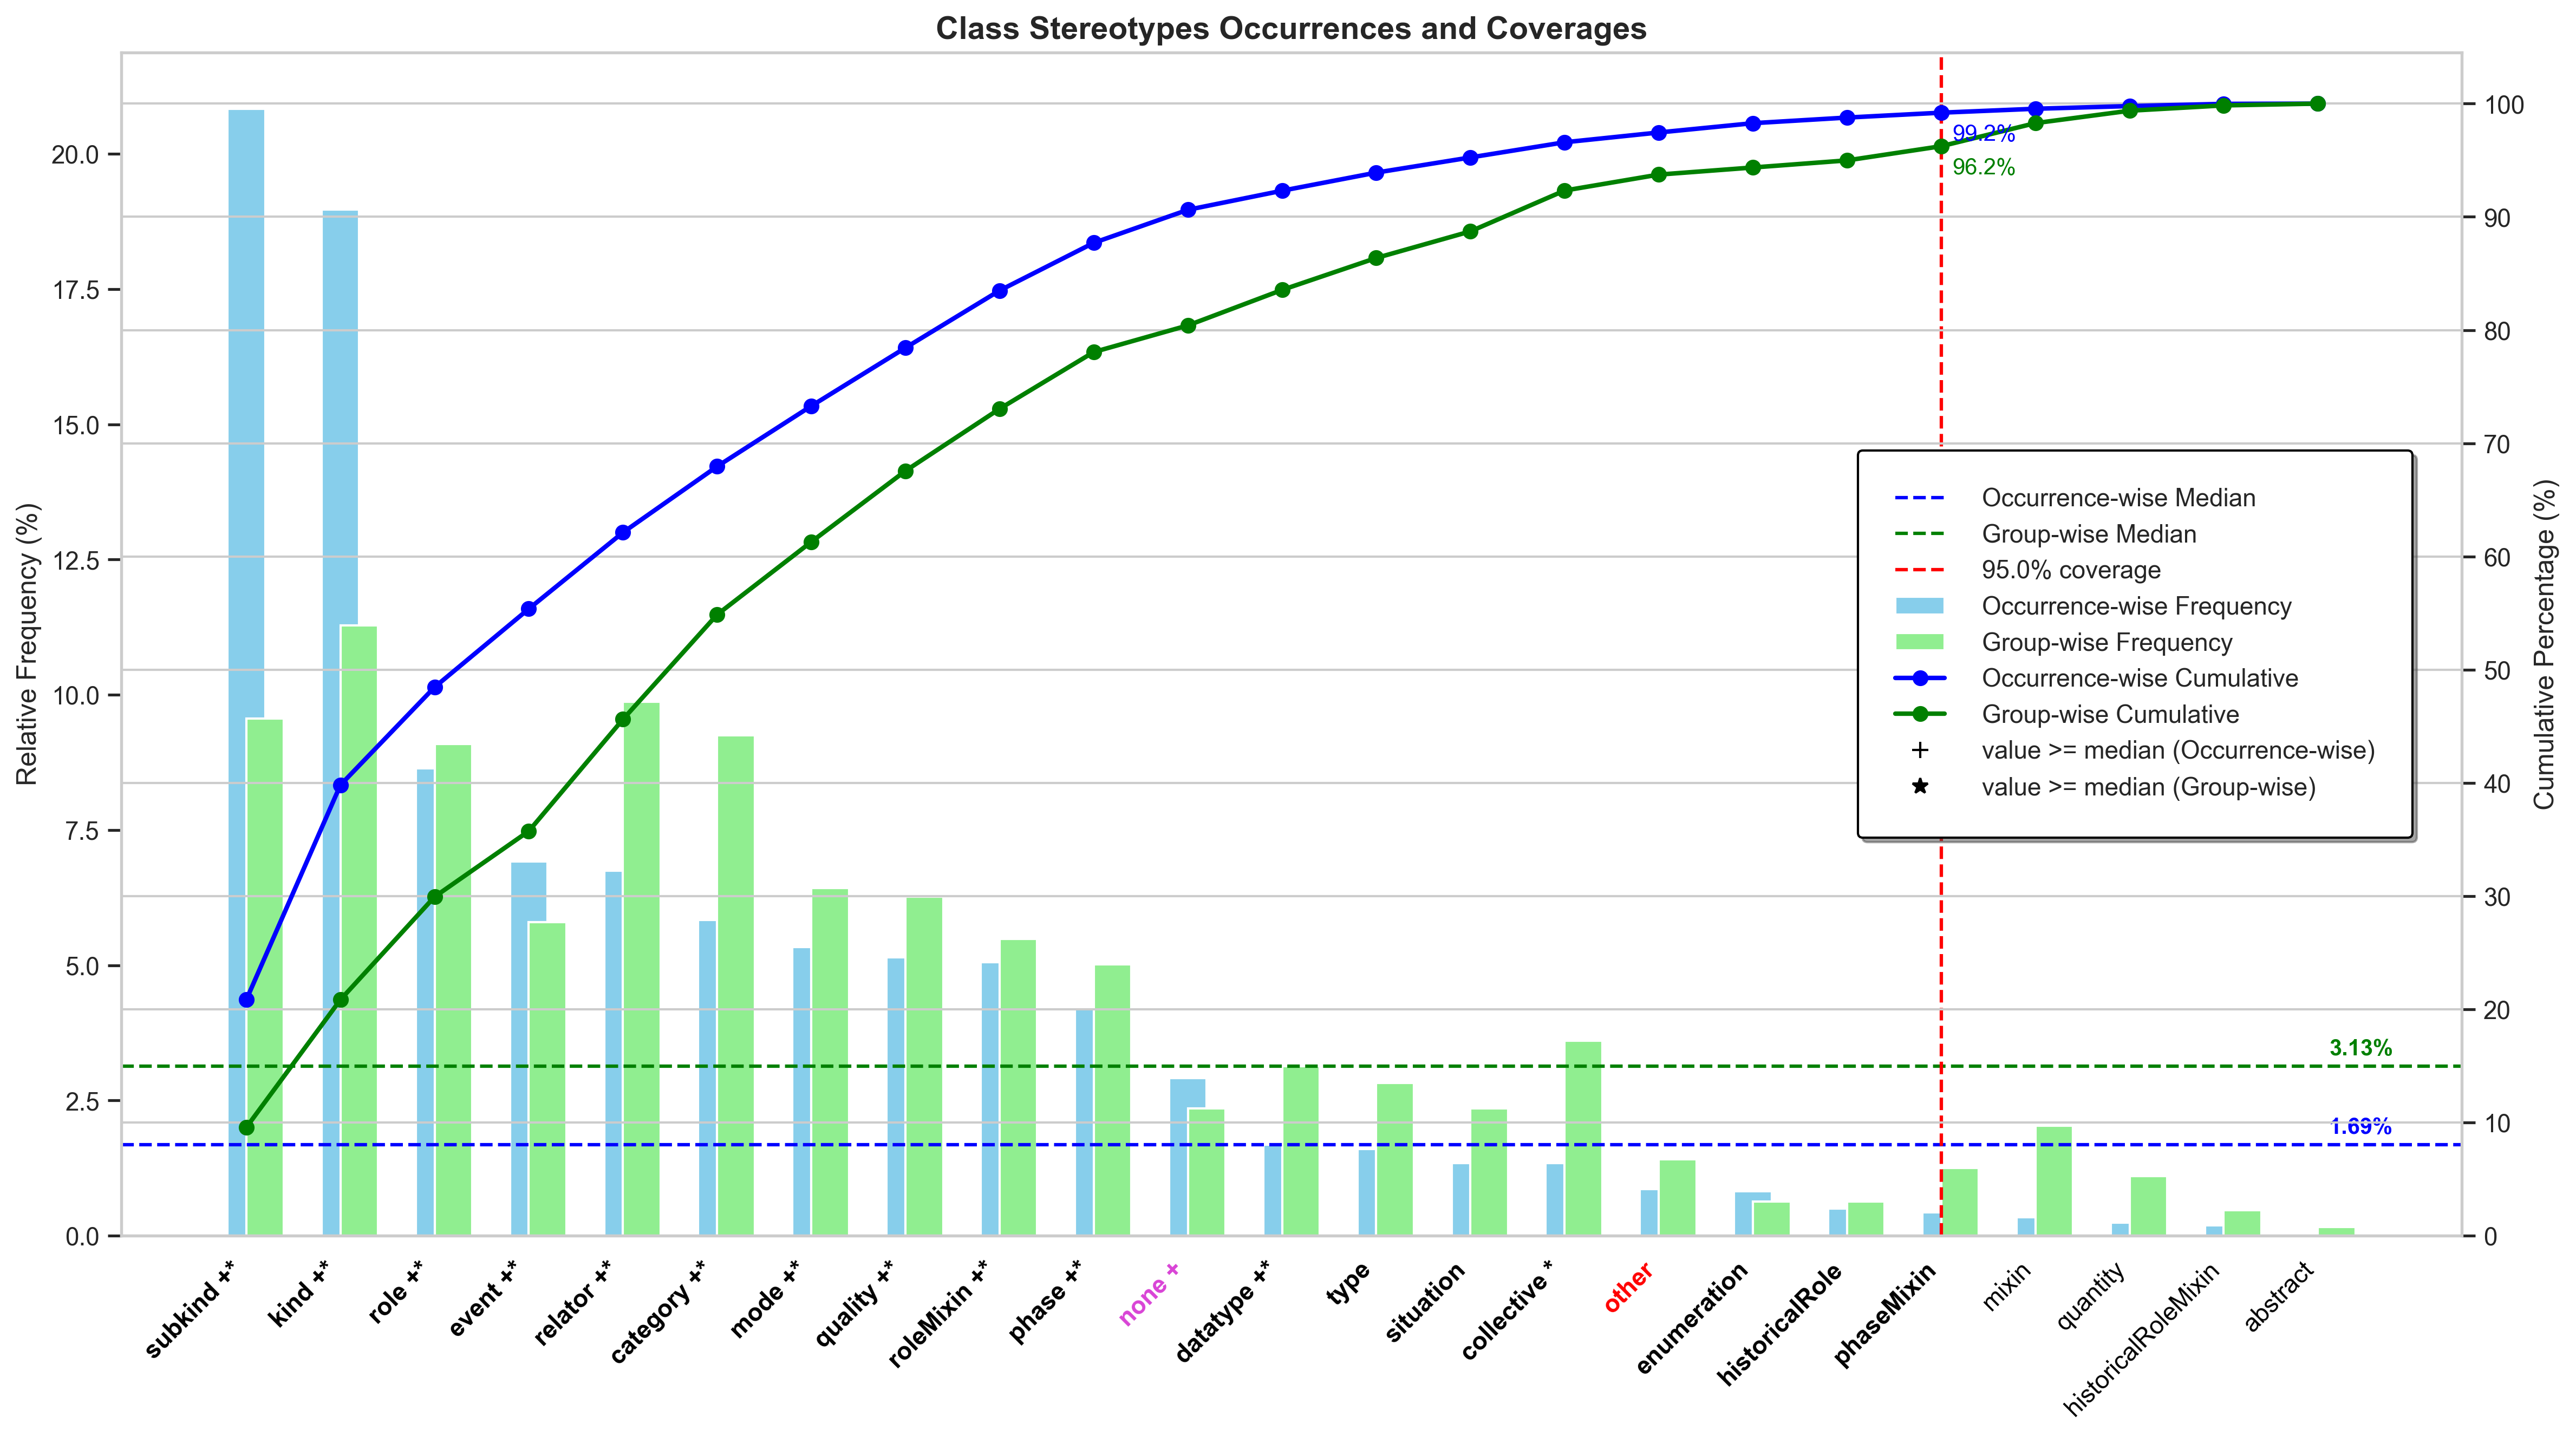 Class Stereotypes Occurrences and Coverages
Relative Frequency (%)
20.0
17.5
15.0
12.5
10.0
7.5
5.0
2.5
0.0
100
90
80
70
60
50
40
30
20
10
0
Cumulative Percentage (%)
99.2%
96.2%
Occurrence-wise Median
Group-wise Median
95.0% coverage
Occurrence-wise Frequency
Group-wise Frequency
Occurrence-wise Cumulative
Group-wise Cumulative
value >= median (Occurrence-wise)
value >= median (Group-wise)
3.13%
1.69%
subkind +*
kind +*
role +*
event +*
relator +*
category +*
mode +*
quality +*
roleMixin +*
phase +*
none +
datatype +*
type
situation
collective *
other
enumeration
historicalRole
phaseMixin
mixin
quantity
historicalRoleMixin
abstract